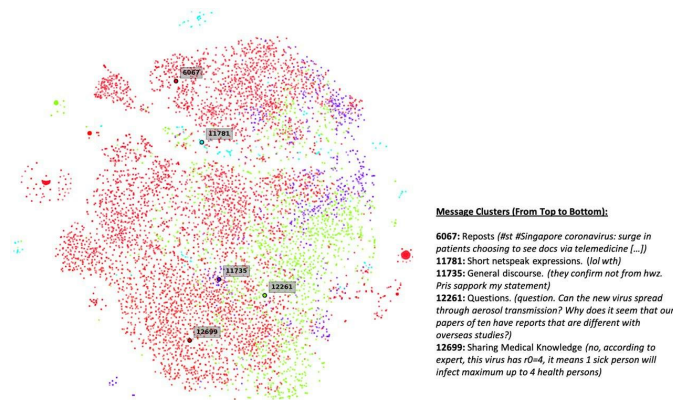 6067
11781
11735
12261
12699
Message Clusters (From Top to Bottom):
6067: Reposts (#st #Singapore coronavirus: surge in
patients choosing to see docs via telemedicine […])
11781: Short netspeak expressions. (lol wth)
11735: General discourse. (they confirm not from hwz.
Pris sappork my statement)
12261: Questions. (question. Can the new virus spread
through aerosol transmission? Why does it seem that our
papers of ten have reports that are different with
overseas studies?)
12699: Sharing Medical Knowledge (no, according to
expert, this virus has r0=4, it means 1 sick person will
infect maximum up to 4 health persons)